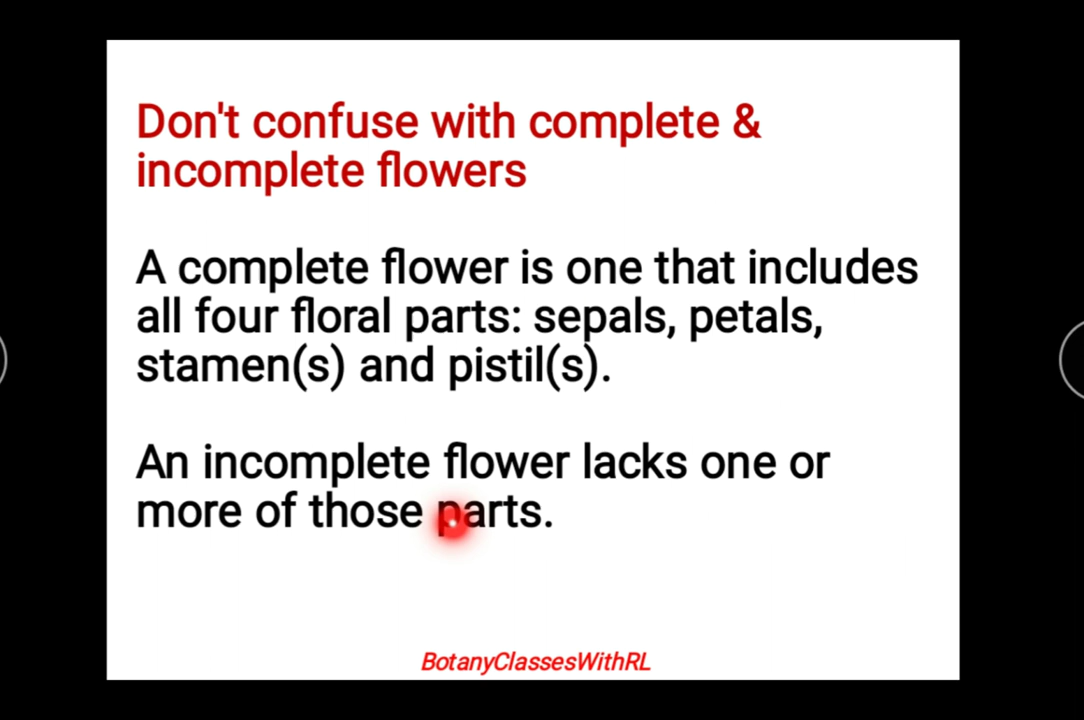 Don't confuse with complete &
incomplete flowers
A complete flower is one that includes
all four floral parts: sepals, petals,
stamen(s) and pistil(s).
An incomplete flower lacks one or
more of those parts.
BotanyClassesWithRL